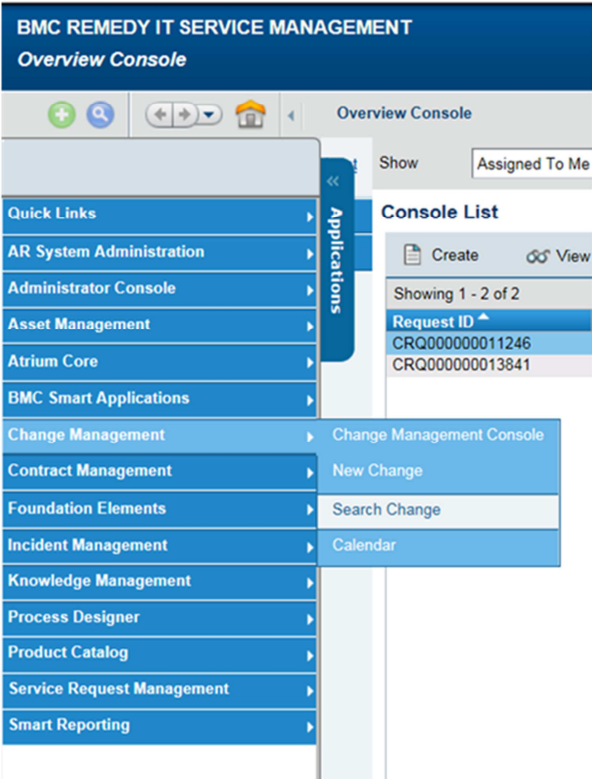 BMC REMEDY IT SERVICE MANAGEMENT
Overview Console
Overview Console
Show
Assigned To Me
Applications
Console List
Create
View
Showing 1 - 2 of 2
Request ID
CRQ000000011246
CRQ000000013841
Quick Links
AR System Administration
Administrator Console
Asset Management
Atrium Core
BMC Smart Applications
Change Management
Contract Management
Foundation Elements
Incident Management
Knowledge Management
Process Designer
Product Catalog
Service Request Management
Smart Reporting
Change Management Console
New Change
Search Change
Calendar